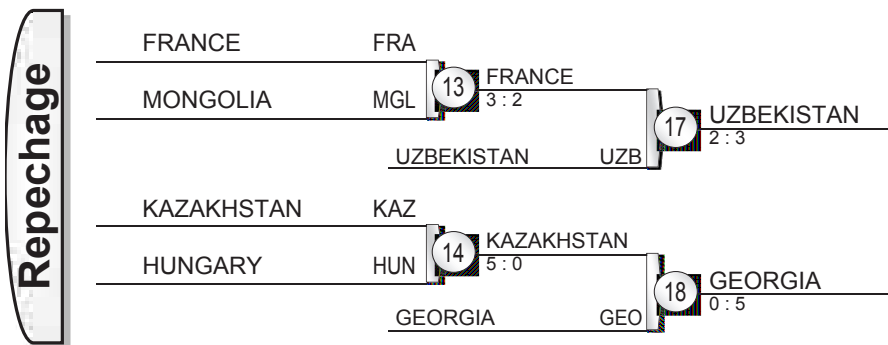 Repechage
FRANCE FRA
MONGOLIA MGL
13
FRANCE
3 : 2
UZBEKISTAN UZB
17
UZBEKISTAN
2 : 3
KAZAKHSTAN KAZ
HUNGARY HUN
14
KAZAKHSTAN
5 : 0
GEORGIA GEO
18
GEORGIA
0 : 5